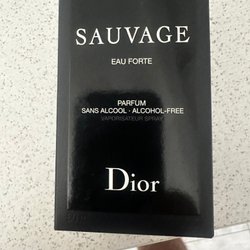 SAUVAGE
EAU FORTE
PARFUM
SANS ALCOOL · ALCOHOL-FREE
VAPORISATEUR SPRAY
Dior